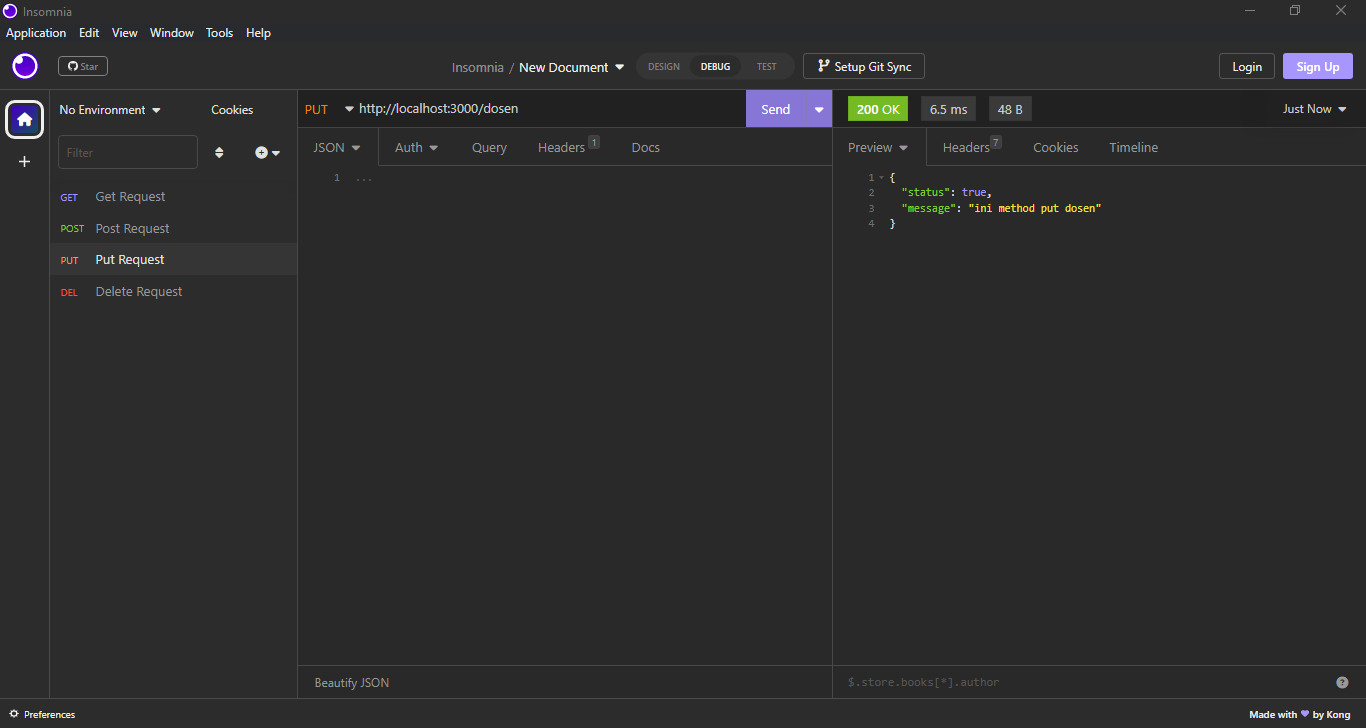 Insomnia
Application Edit View Window Tools Help
Star
Insomnia / New Document
DESIGN DEBUG TEST
Setup Git Sync
Login
Sign Up
No Environment
Cookies
Filter
GET Get Request
POST Post Request
PUT Put Request
DEL Delete Request
PUT http://localhost:3000/dosen
Send
JSON Auth Query Headers 1 Docs
1 ...
Beautify JSON
200 OK 6.5 ms 48 B Just Now
Preview Headers 7 Cookies Timeline
1 {
2 "status": true,
3 "message": "ini method put dosen"
4 }
$.store.books[*].author
?
Preferences
Made with ♥ by Kong